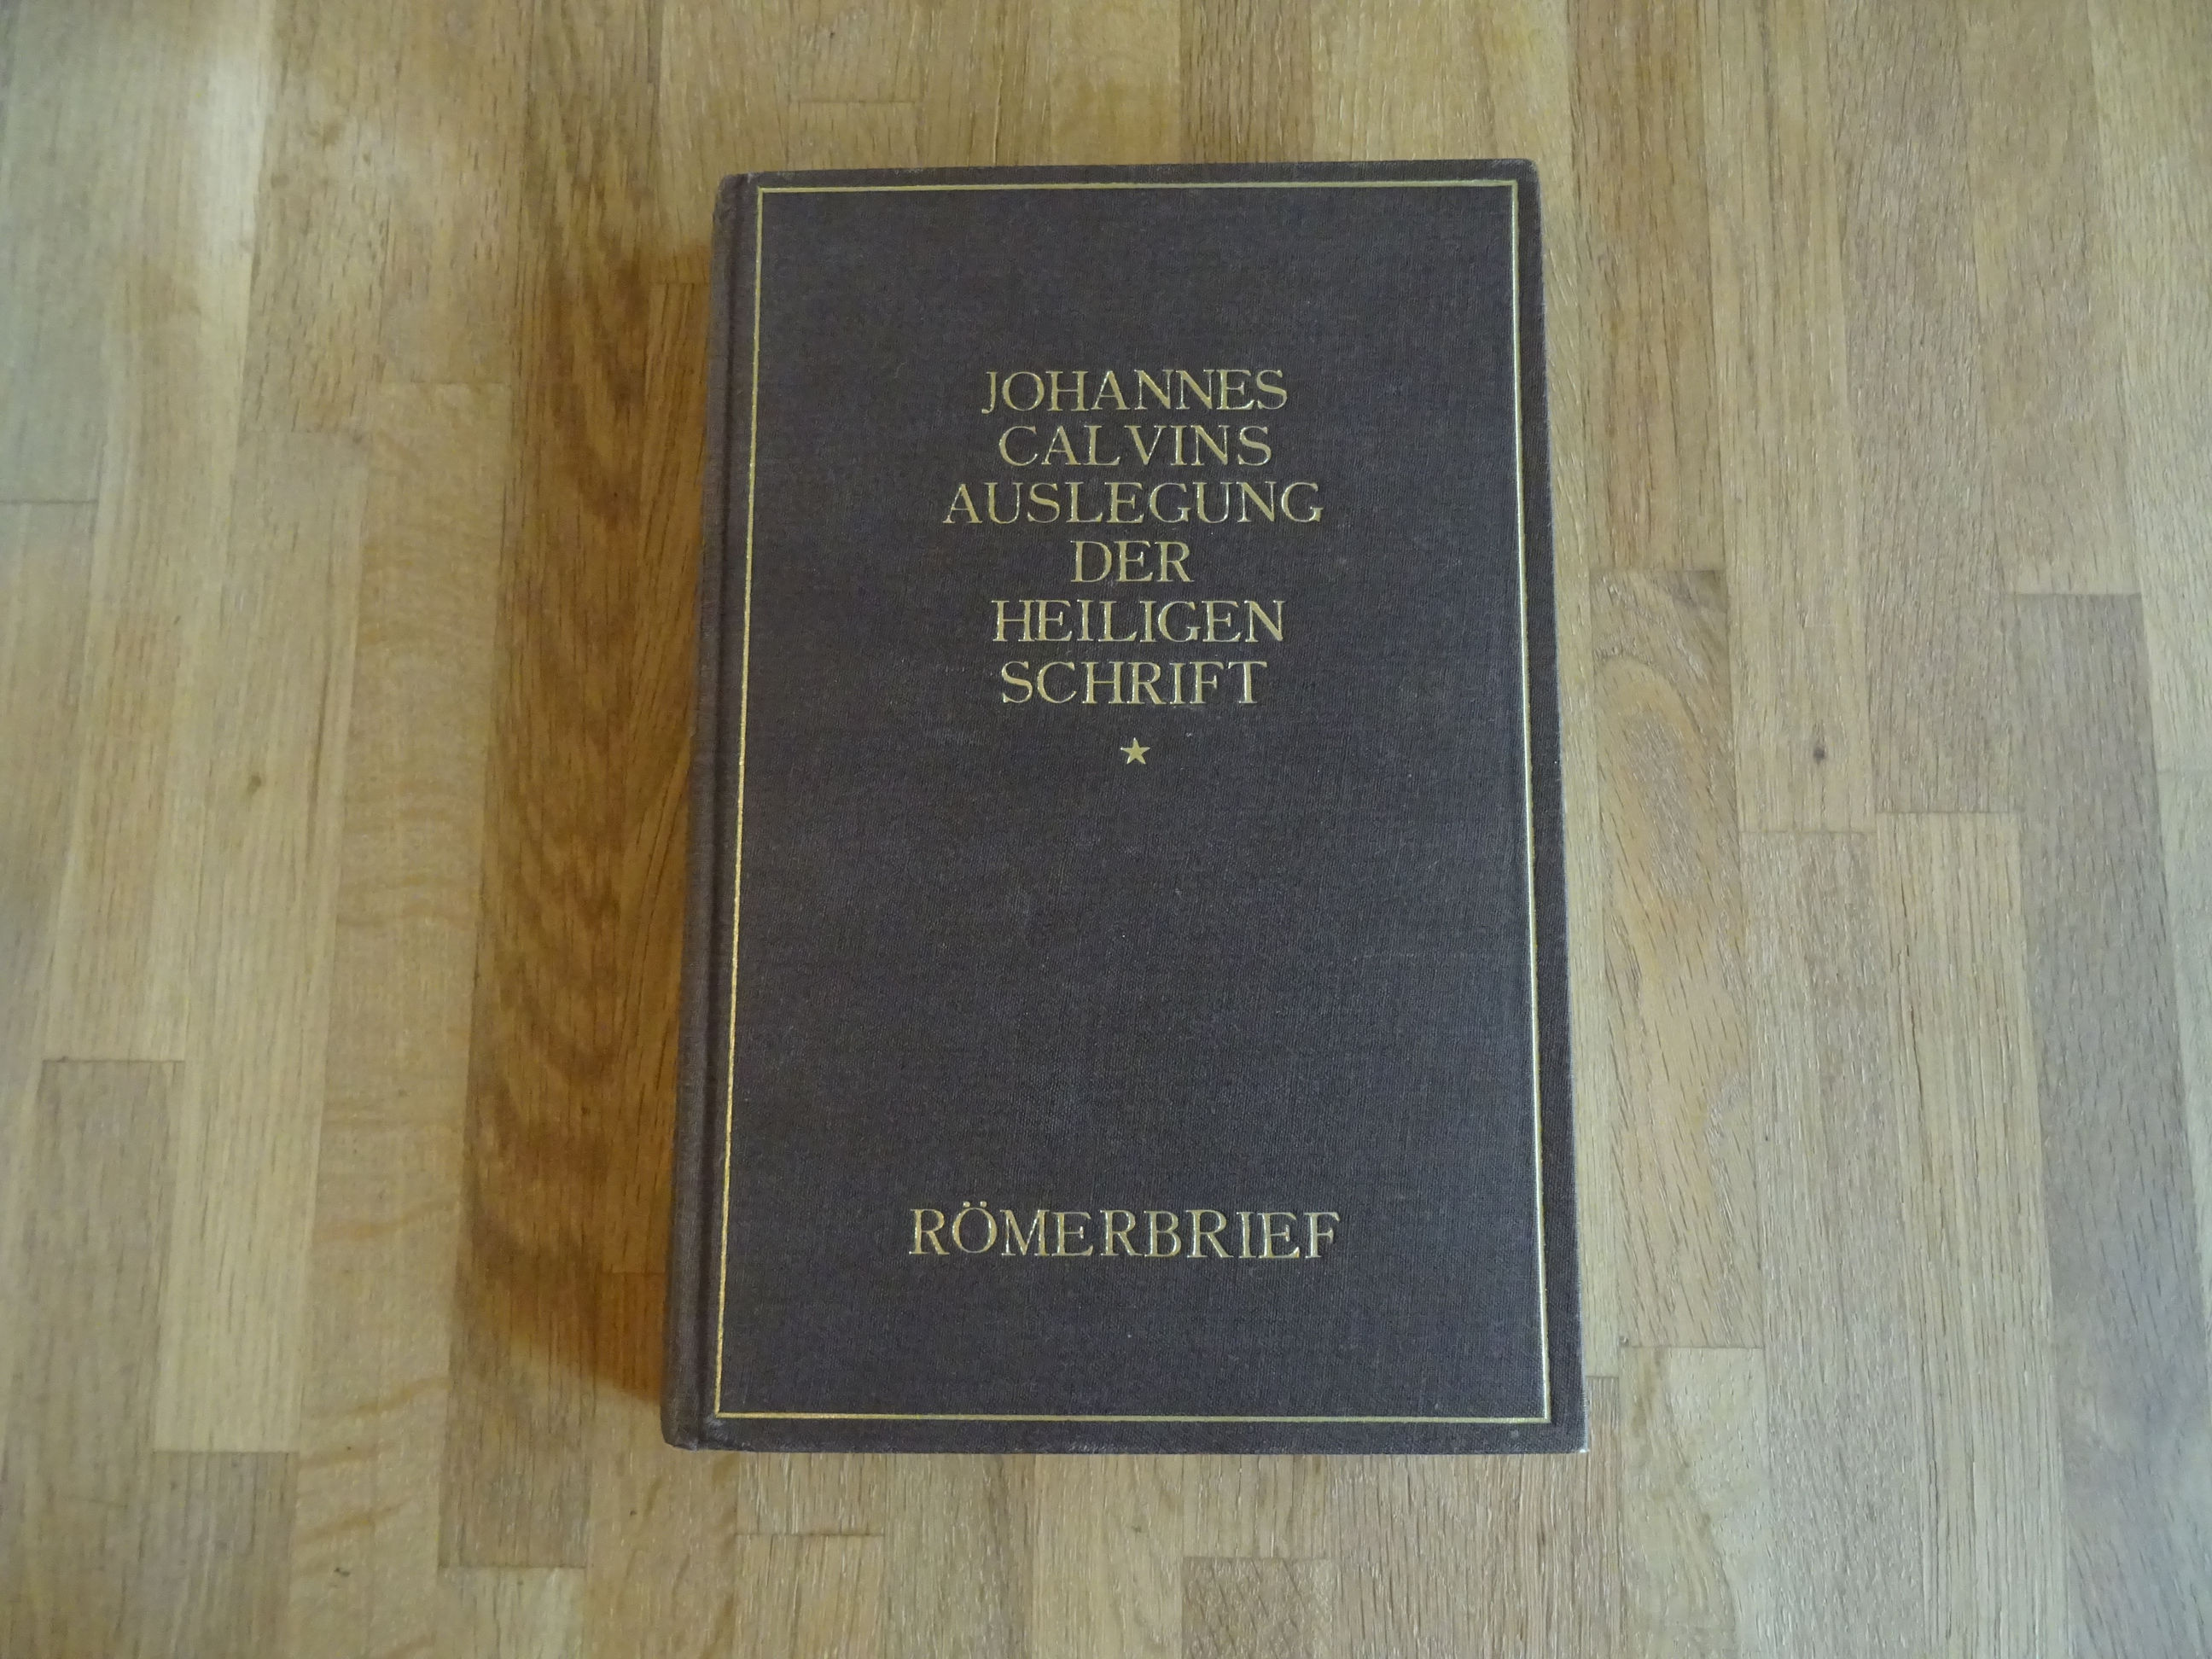 JOHANNES
CALVINS
AUSLEGUNG
DER
HEILIGEN
SCHRIFT
RÖMERBRIEF